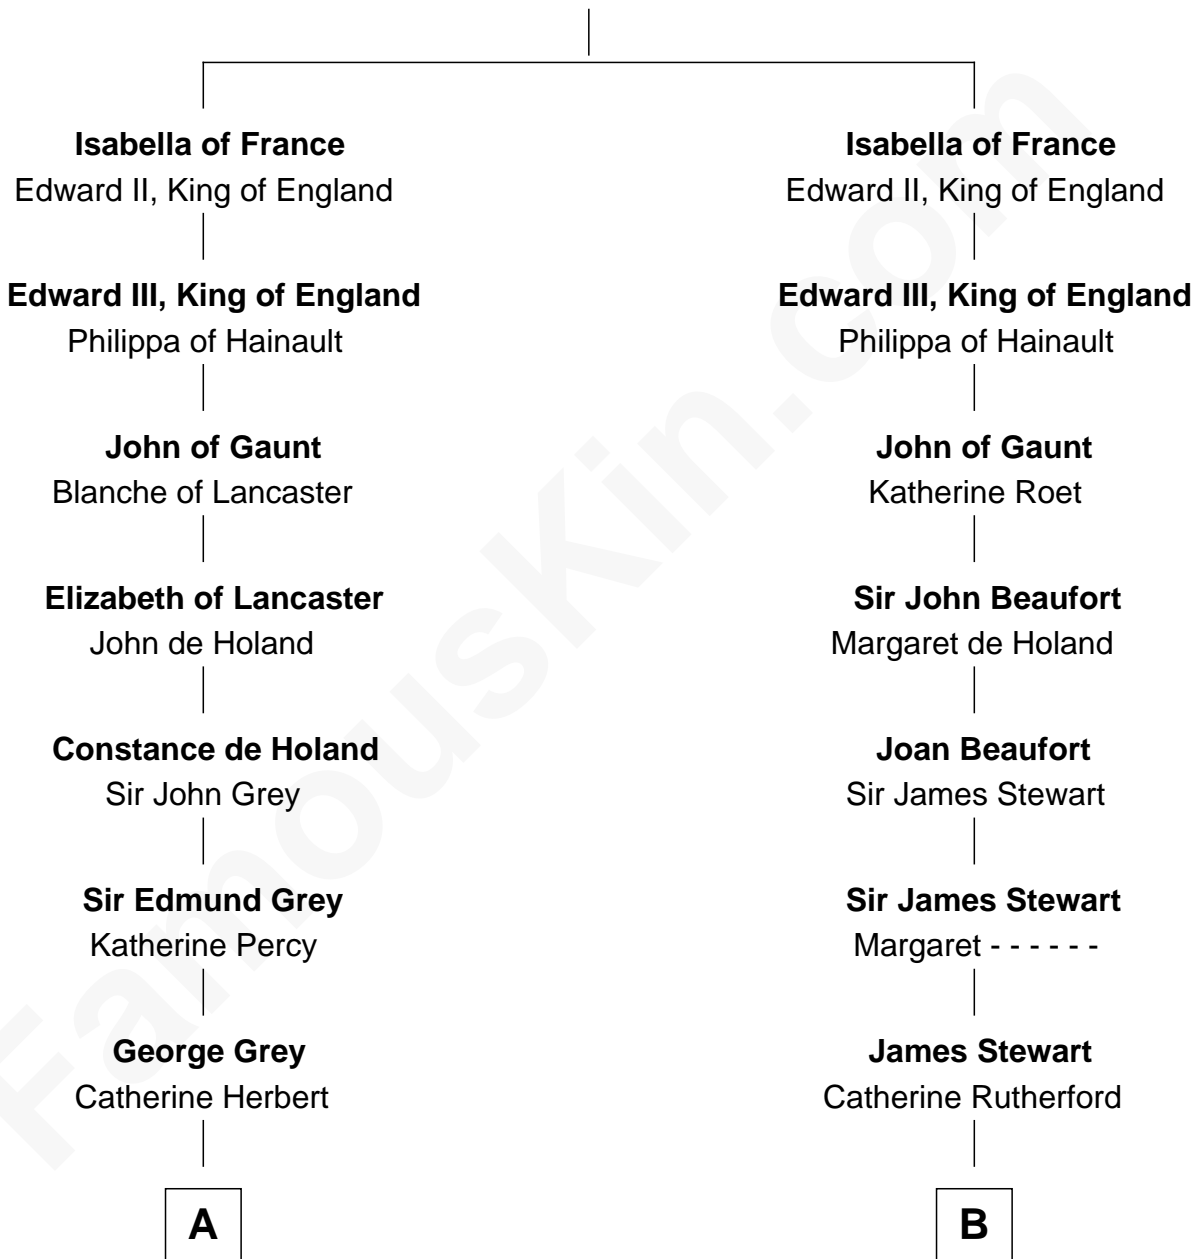 Isabella of France
Edward II, King of England
Edward III, King of England
Philippa of Hainault
John of Gaunt
Blanche of Lancaster
Elizabeth of Lancaster
John de Holand
Constance de Holand
Sir John Grey
Sir Edmund Grey
Katherine Percy
George Grey
Catherine Herbert
A
Isabella of France
Edward II, King of England
Edward III, King of England
Philippa of Hainault
John of Gaunt
Katherine Roet
Sir John Beaufort
Margaret de Holand
Joan Beaufort
Sir James Stewart
Sir James Stewart
Margaret - - - - - -
James Stewart
Catherine Rutherford
B
FamousKin.com